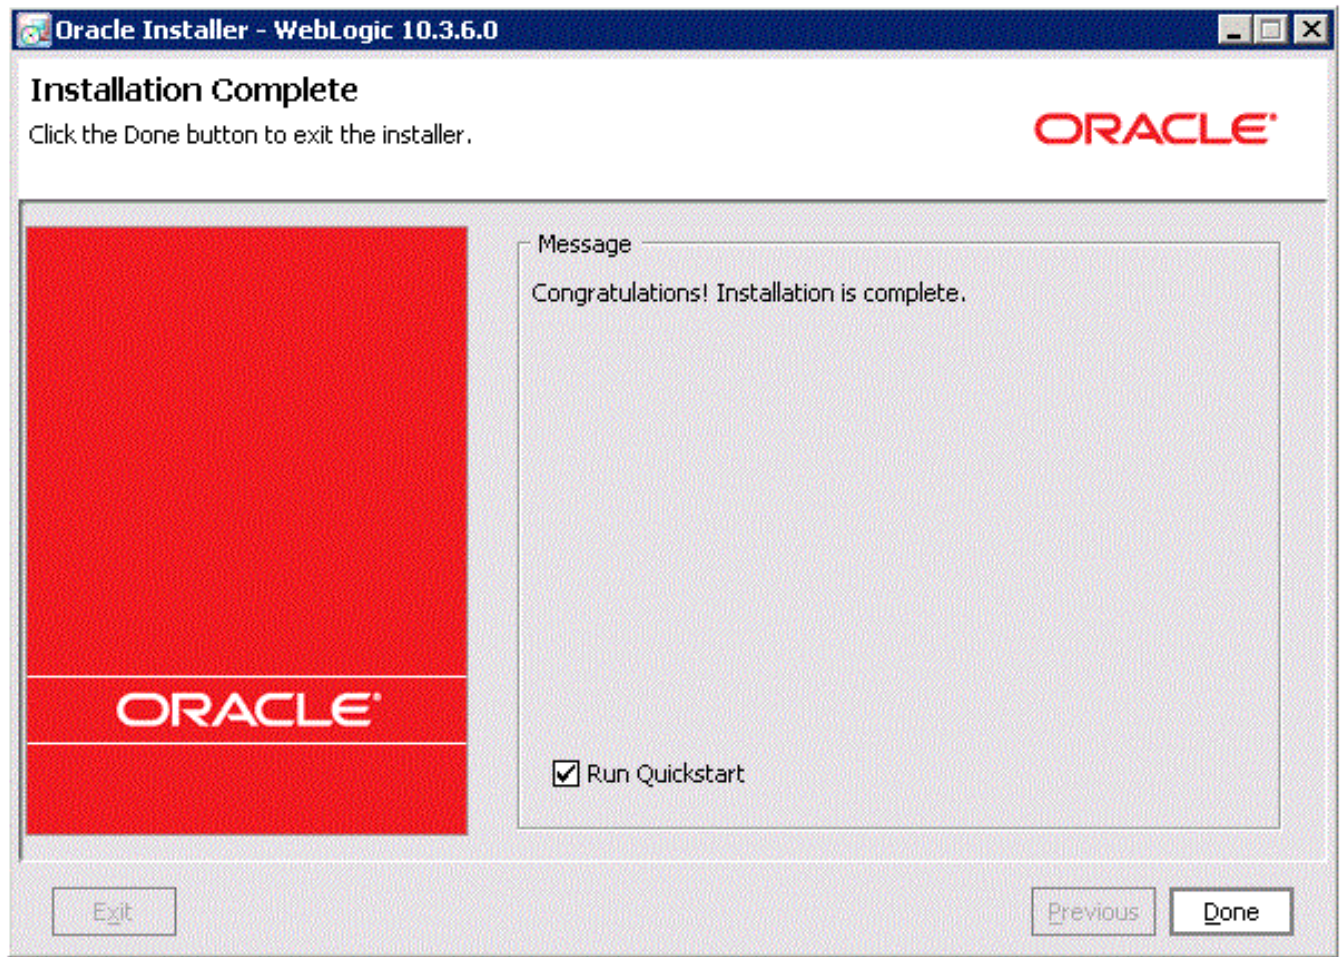 Oracle Installer - WebLogic 10.3.6.0
Installation Complete
Click the Done button to exit the installer.
ORACLE
Message
Congratulations! Installation is complete.
ORACLE
Run Quickstart
Exit
Previous
Done